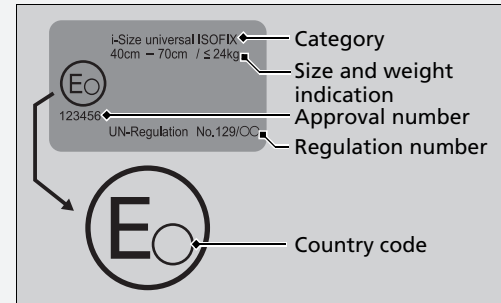 i-Size universal ISOFIX
40cm – 70cm / ≤ 24kg
E
123456
UN-Regulation No.129/○○
E
Category
Size and weight
indication
Approval number
Regulation number
Country code